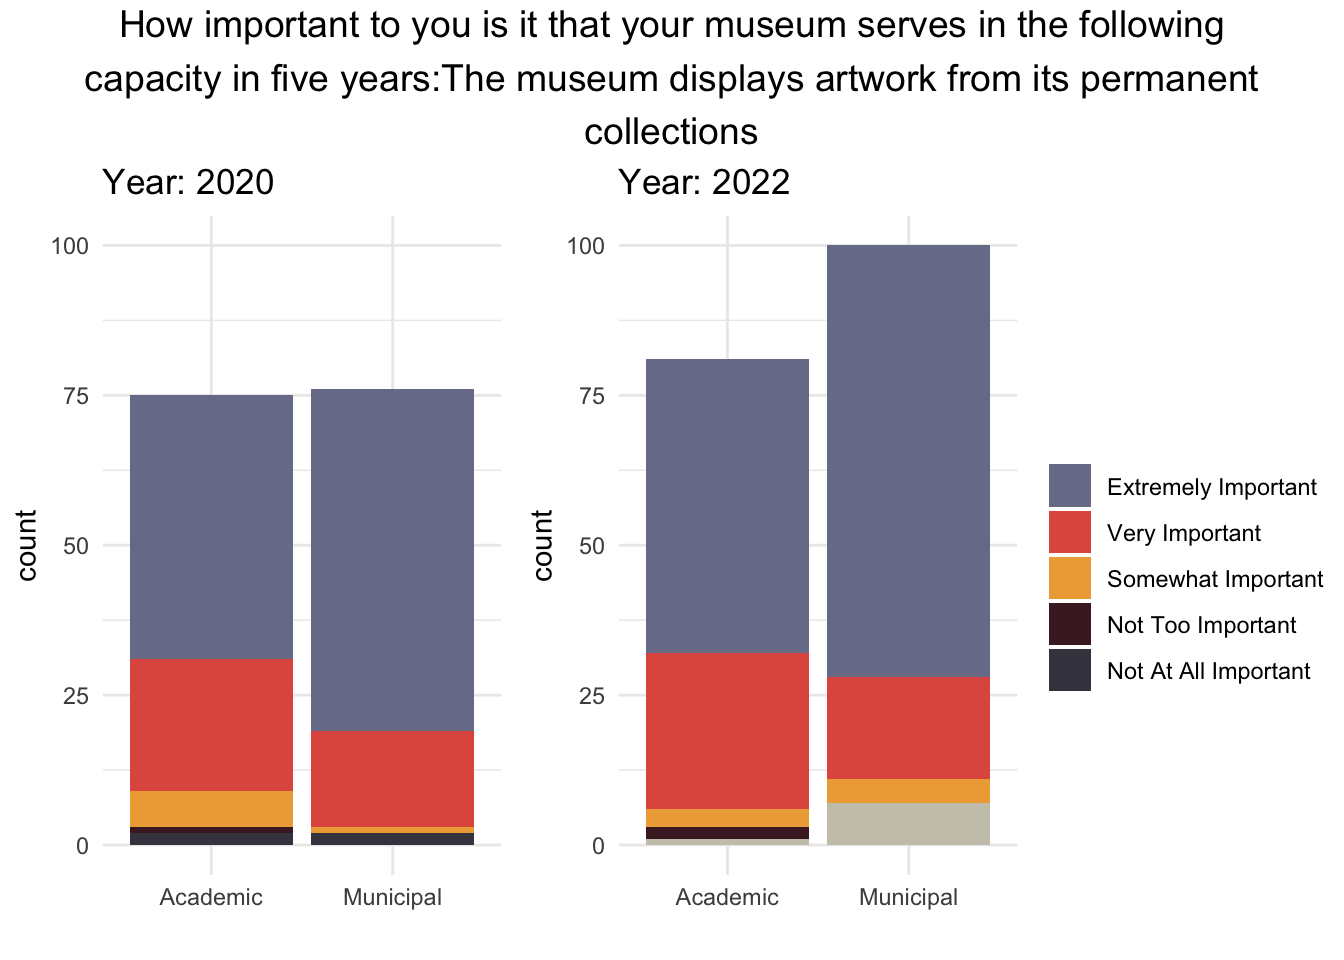 How important to you is it that your museum serves in the following
capacity in five years:The museum displays artwork from its permanent
collections
Year: 2020
Year: 2022
100
75
50
25
0
count
Academic
Municipal
100
75
50
25
0
count
Academic
Municipal
Extremely Important
Very Important
Somewhat Important
Not Too Important
Not At All Important